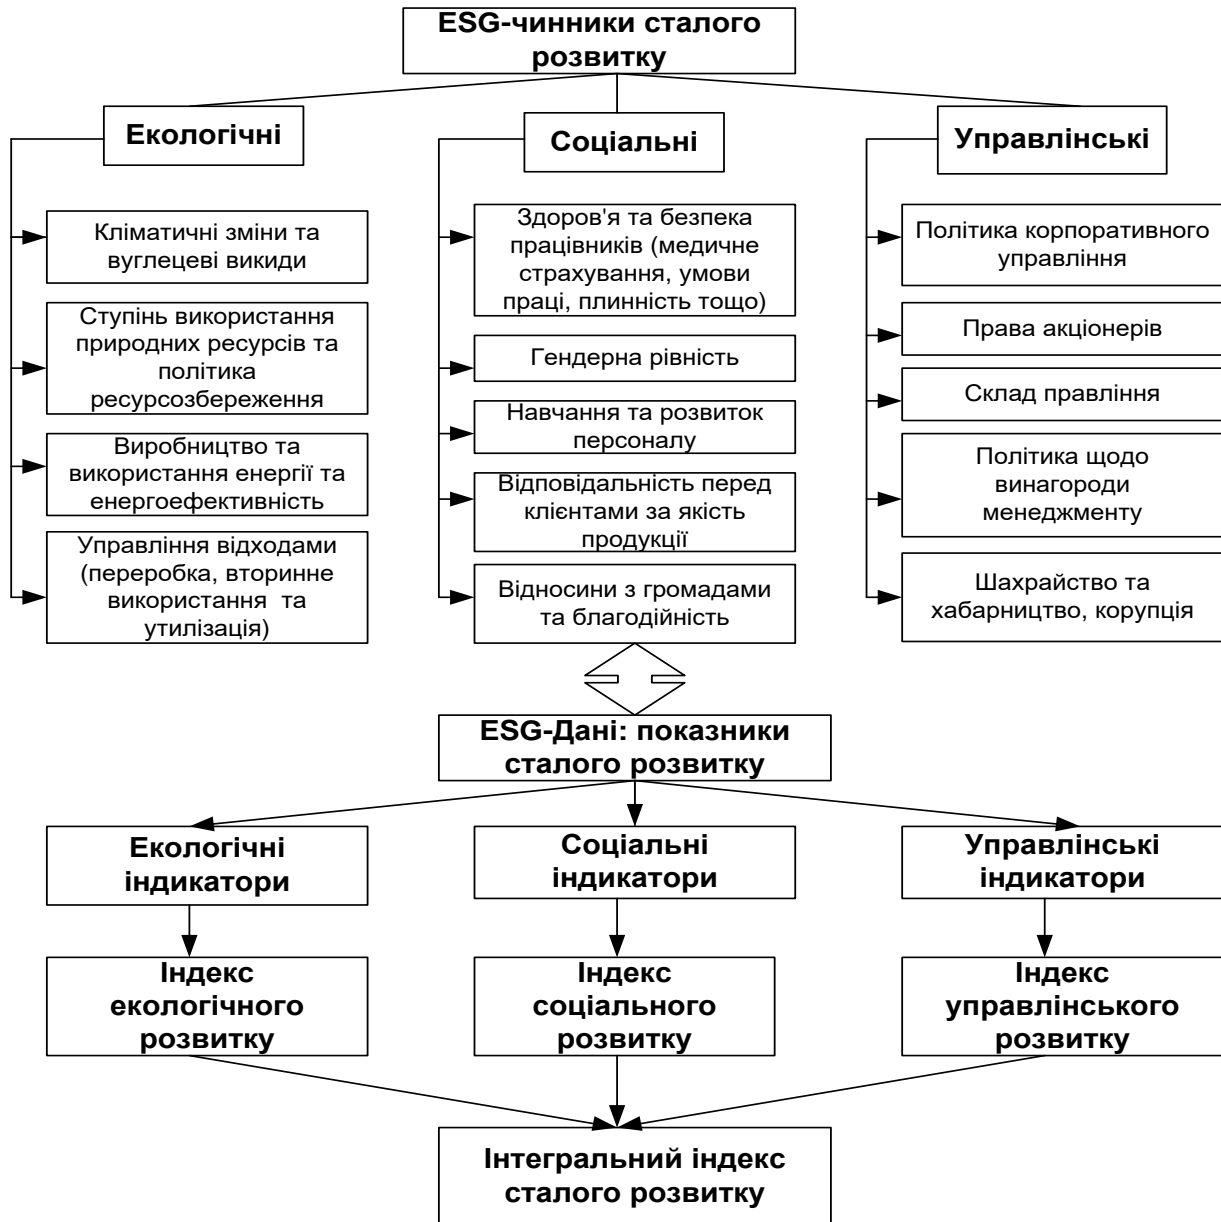 ESG-чинники сталого
розвитку
Екологічні
Соціальні
Управлінські
Кліматичні зміни та
вуглецеві викиди
Ступінь використання
природних ресурсів та
політика
ресурсозбереження
Виробництво та
використання енергії та
енергоефективність
Управління відходами
(переробка, вторинне
використання та
утилізація)
Здоров'я та безпека
працівників (медичне
страхування, умови
праці, плинність тощо)
Гендерна рівність
Навчання та розвиток
персоналу
Відповідальність перед
клієнтами за якість
продукції
Відносини з громадами
та благодійність
Політика корпоративного
управління
Права акціонерів
Склад правління
Політика щодо
винагороди
менеджменту
Шахрайство та
хабарництво, корупція
ESG-Дані: показники
сталого розвитку
Екологічні
індикатори
Соціальні
індикатори
Управлінські
індикатори
Індекс
екологічного
розвитку
Індекс
соціального
розвитку
Індекс
управлінського
розвитку
Інтегральний індекс
сталого розвитку